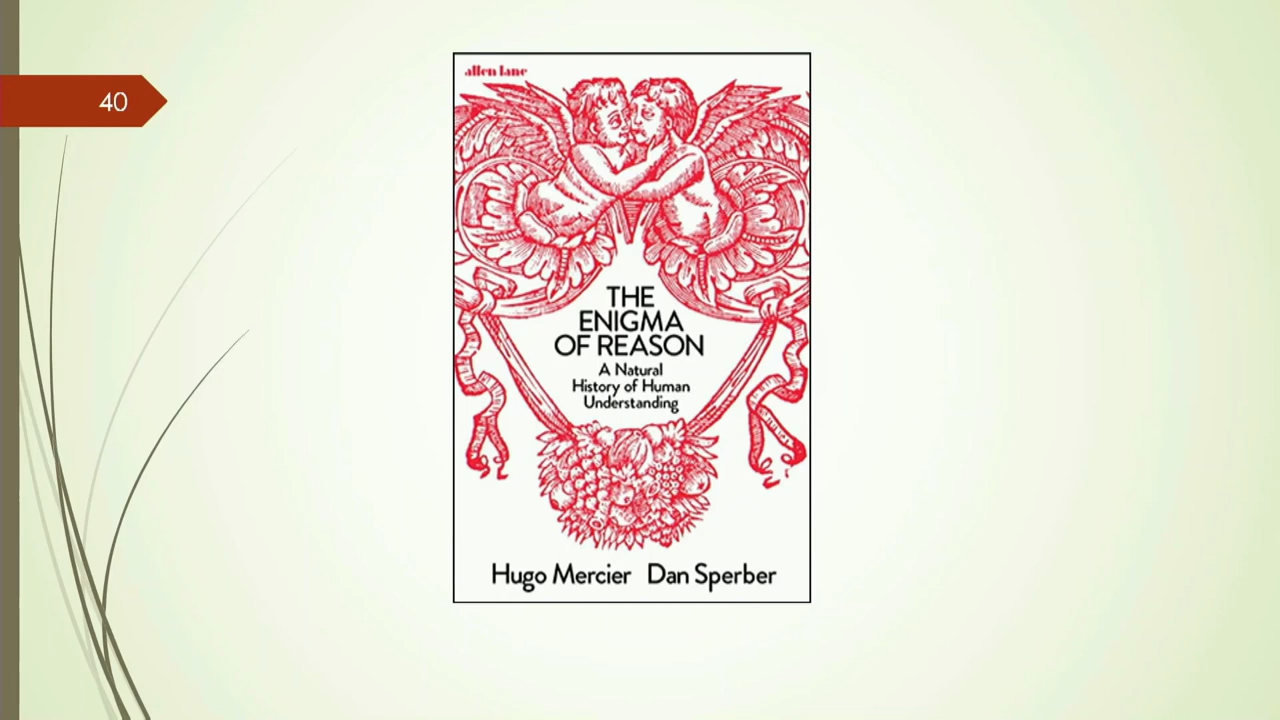 40
allen lane
THE
ENIGMA
OF REASON
A Natural
History of Human
Understanding
Hugo Mercier Dan Sperber